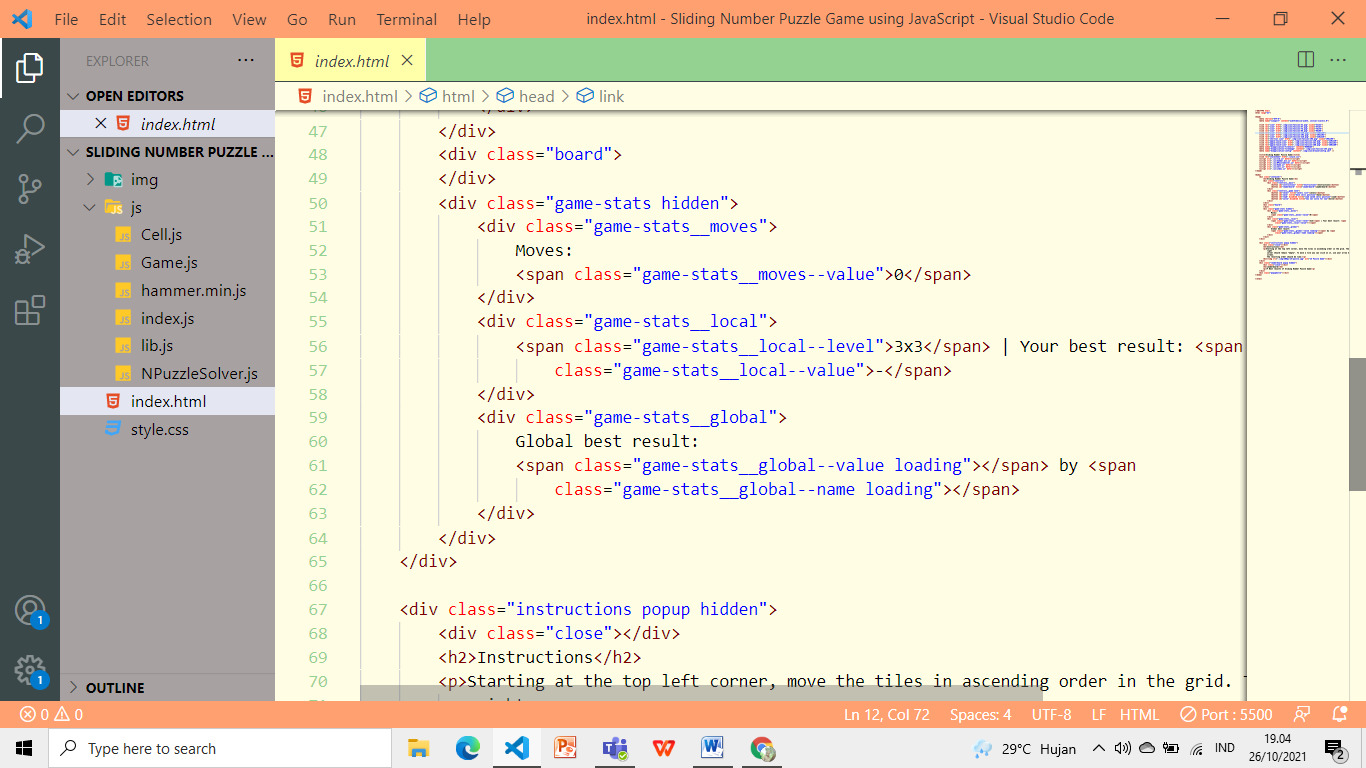 File Edit Selection View Go Run Terminal Help index.html - Sliding Number Puzzle Game using JavaScript - Visual Studio Code
EXPLORER ···
OPEN EDITORS
index.html
SLIDING NUMBER PUZZLE ...
img
js
Cell.js
Game.js
hammer.min.js
index.js
lib.js
NPuzzleSolver.js
index.html
style.css
OUTLINE
1
1
index.html
index.html > html > head > link
47 </div>
48 <div class="board">
49 </div>
50 <div class="game-stats hidden">
51 <div class="game-stats__moves">
52 Moves:
53 <span class="game-stats__moves--value">0</span>
54 </div>
55 <div class="game-stats__local">
56 <span class="game-stats__local--level">3x3</span> | Your best result: <span
57 class="game-stats__local--value">-</span>
58 </div>
59 <div class="game-stats__global">
60 Global best result:
61 <span class="game-stats__global--value loading"></span> by <span
62 class="game-stats__global--name loading"></span>
63 </div>
64 </div>
65 </div>
66
67 <div class="instructions popup hidden">
68 <div class="close"></div>
69 <h2>Instructions</h2>
70 <p>Starting at the top left corner, move the tiles in ascending order in the grid.
0 0 Ln 12, Col 72 Spaces: 4 UTF-8 LF HTML Port : 5500
Type here to search 29°C Hujan IND 19.04
26/10/2021 2